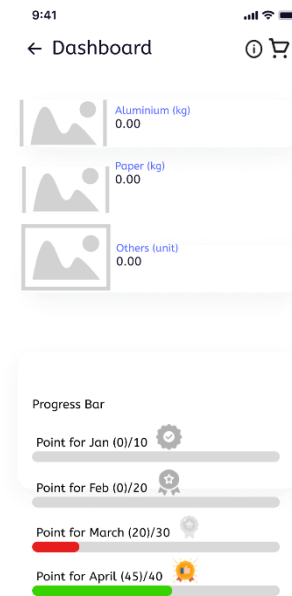 9:41
Dashboard
Aluminium (kg)
0.00
Paper (kg)
0.00
Others (unit)
0.00
Progress Bar
Point for Jan (0)/10
Point for Feb (0)/20
Point for March (20)/30
Point for April (45)/40